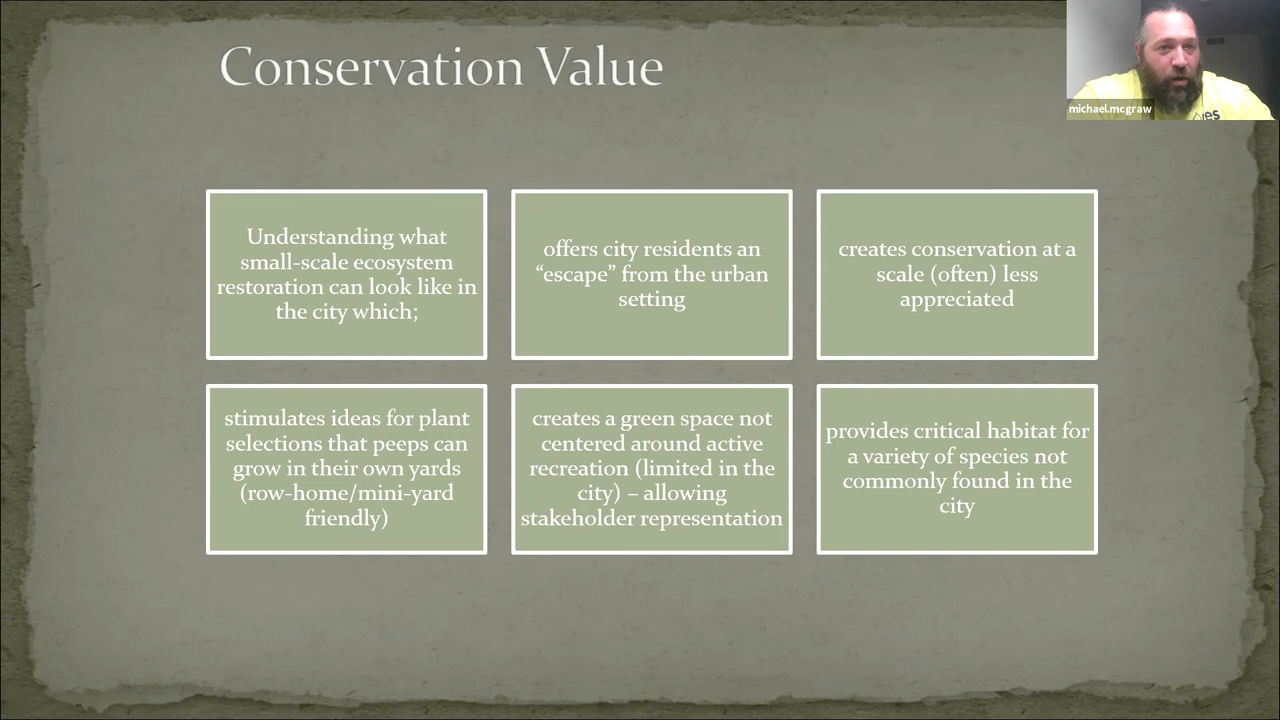 Conservation Value
michael.mcgraw
Understanding what
small-scale ecosystem
restoration can look like in
the city which;
offers city residents an
“escape” from the urban
setting
creates conservation at a
scale (often) less
appreciated
stimulates ideas for plant
selections that peeps can
grow in their own yards
(row-home/mini-yard
friendly)
creates a green space not
centered around active
recreation (limited in the
city) – allowing
stakeholder representation
provides critical habitat for
a variety of species not
commonly found in the
city